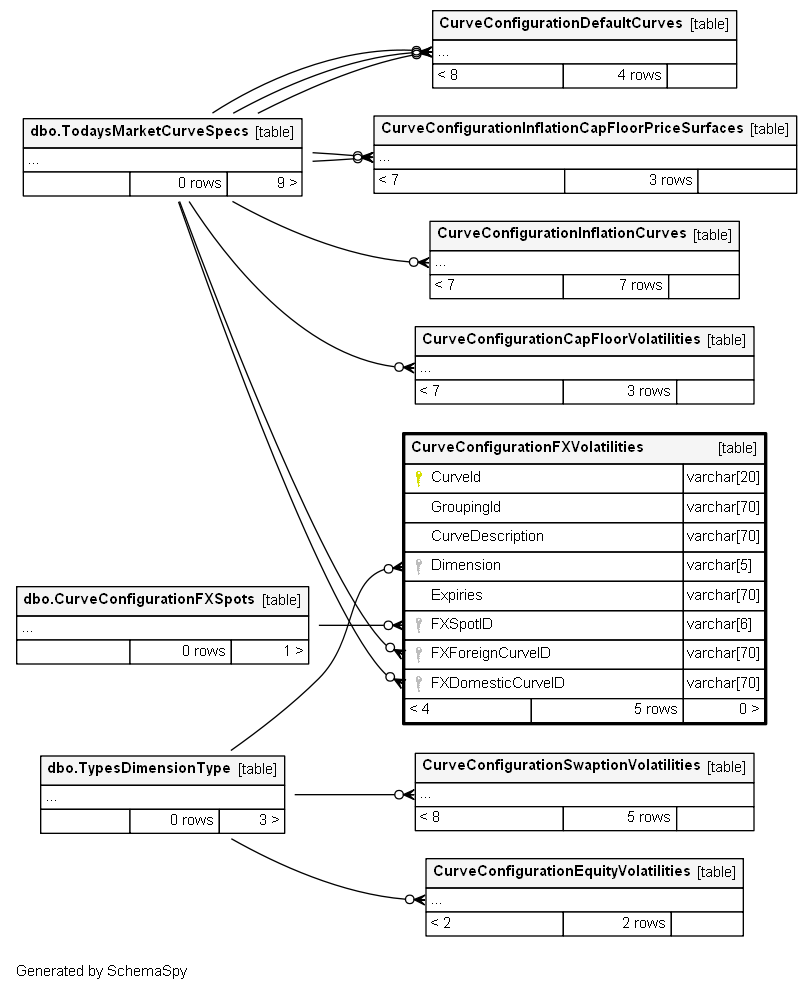 CurveConfigurationDefaultCurves [table]
...
< 8 4 rows
dbo.TodaysMarketCurveSpecs [table]
...
0 rows 9 >
CurveConfigurationInflationCapFloorPriceSurfaces [table]
...
< 7 3 rows
CurveConfigurationInflationCurves [table]
...
< 7 7 rows
CurveConfigurationCapFloorVolatilities [table]
...
< 7 3 rows
CurveConfigurationFXVolatilities [table]
CurveId varchar[20]
GroupingId varchar[70]
CurveDescription varchar[70]
Dimension varchar[5]
Expiries varchar[70]
FXSpotID varchar[6]
FXForeignCurveID varchar[70]
FXDomesticCurveID varchar[70]
< 4 5 rows 0 >
dbo.CurveConfigurationFXSpots [table]
...
0 rows 1 >
dbo.TypesDimensionType [table]
...
0 rows 3 >
CurveConfigurationSwaptionVolatilities [table]
...
< 8 5 rows
CurveConfigurationEquityVolatilities [table]
...
< 2 2 rows
Generated by SchemaSpy